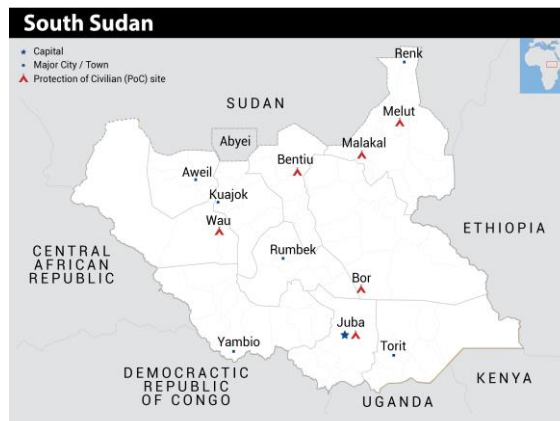 South Sudan
Capital
Major City / Town
Protection of Civilian (PoC) site
Renk
SUDAN
Melut
Abyei
Malakal
Bentiu
Aweil
Kuajok
Wau
ETHIOPIA
CENTRAL
AFRICAN
REPUBLIC
Rumbek
Bor
Juba
Yambio
Torit
DEMOCRACTIC
REPUBLIC
OF CONGO
KENYA
UGANDA